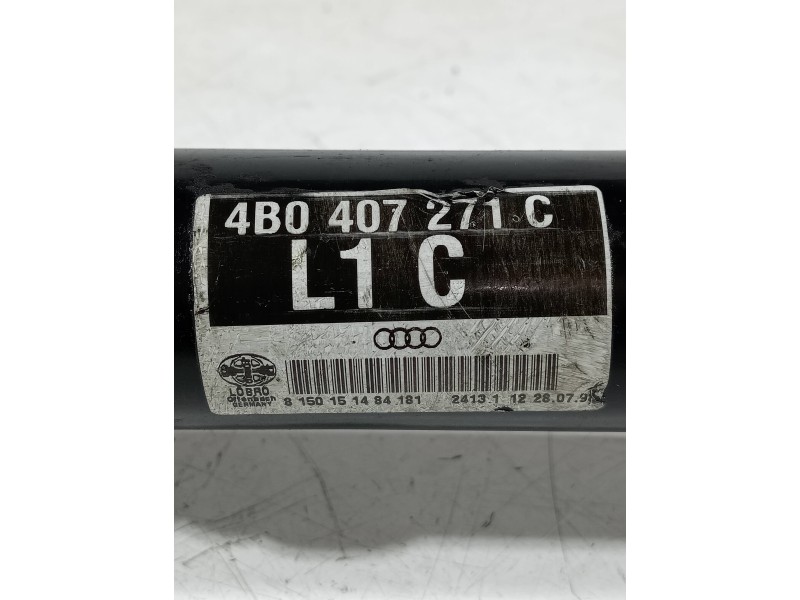 4B0 407 271 C
L1 C
LÖBRO
Offenbach
GERMANY
8 150 15 14 84 181 2413 1 12 28.07.9